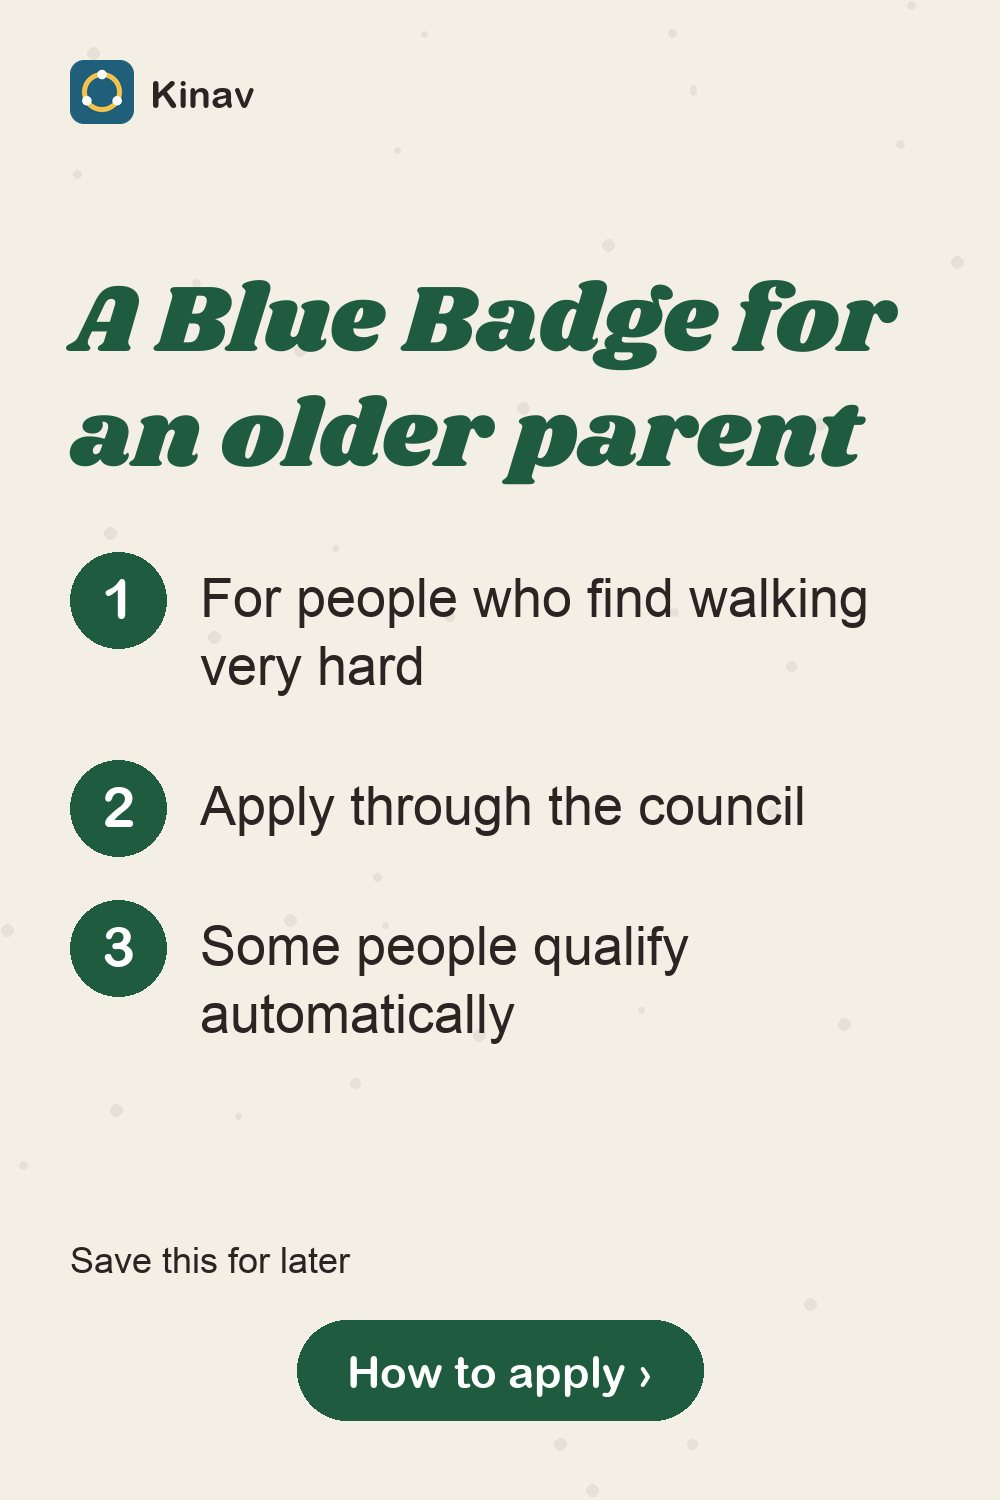 Kinav
A Blue Badge for
an older parent
1 For people who find walking
very hard
2 Apply through the council
3 Some people qualify
automatically
Save this for later
How to apply ›